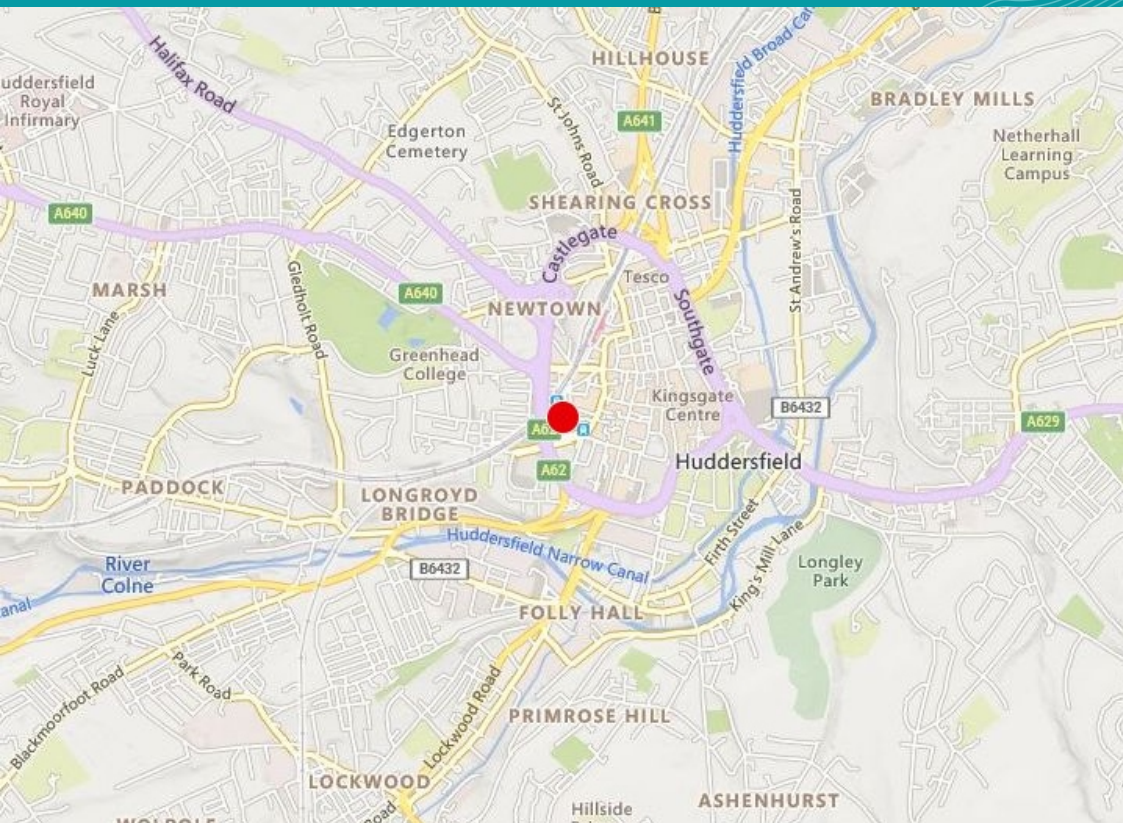 HILLHOUSE
Huddersfield Broad Can
Halifax Road
uddersfield
Royal
Infirmary
BRADLEY MILLS
St Johns Road
A641
Edgerton
Cemetery
Netherhall
Learning
Campus
SHEARING CROSS
A640
St Andrew's Road
Castlegate
Gledholt Road
Tesco
MARSH
A640
NEWTOWN
Southgate
Luck Lane
Greenhead
College
Kingsgate
Centre
B6432
A629
A62
Huddersfield
PADDOCK
LONGROYD
BRIDGE
Huddersfield Narrow Canal
Firth Street
River
Colne
B6432
King's Mill Lane
Longley
Park
anal
FOLLY HALL
Park Road
Blackmoorfoot Road
Lockwood Road
PRIMROSE HILL
LOCKWOOD
Hillside
ASHENHURST
Road